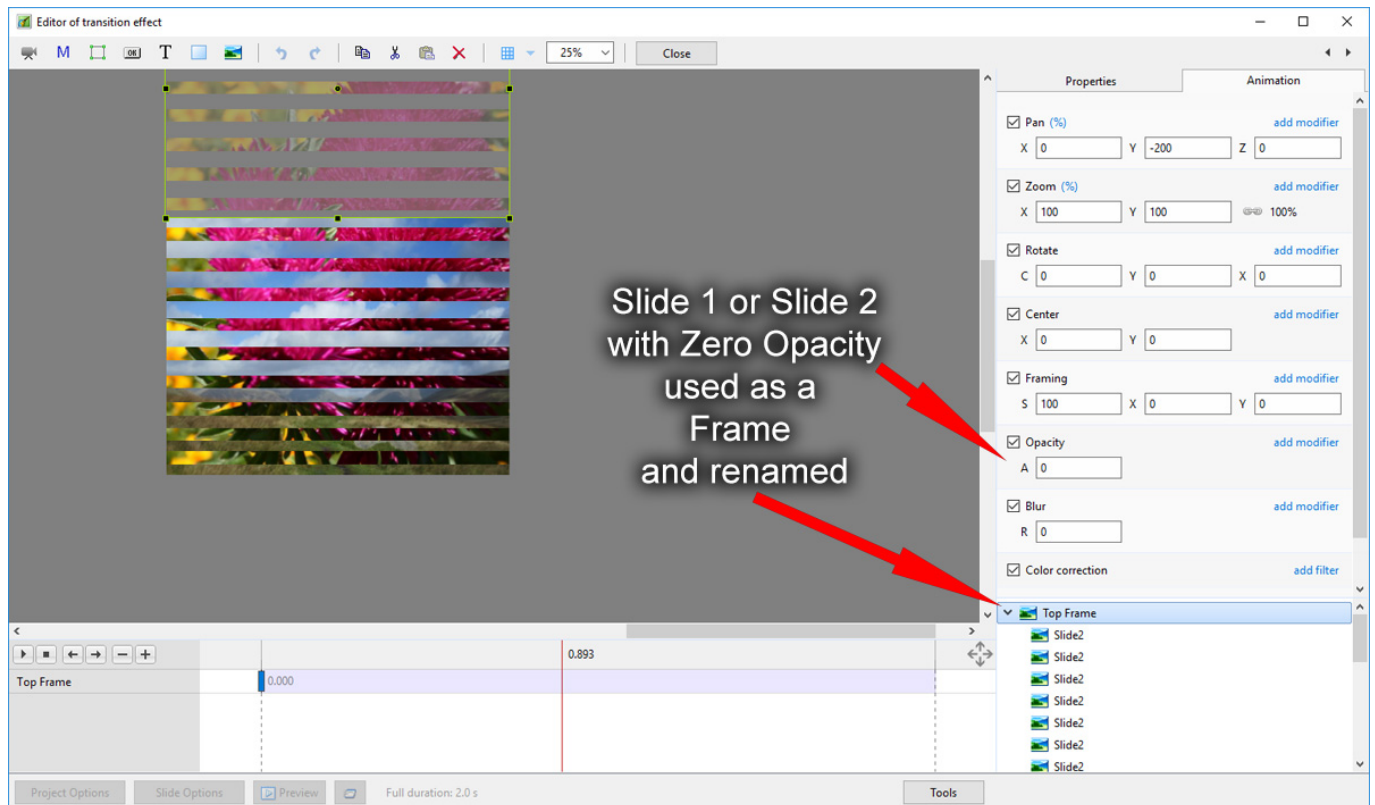 Editor of transition effect
M OK T 25% Close
Properties Animation
Pan (%) add modifier
X 0 Y -200 Z 0
Zoom (%) add modifier
X 100 Y 100 100%
Rotate add modifier
C 0 Y 0 X 0
Center add modifier
X 0 Y 0
Framing add modifier
S 100 X 0 Y 0
Opacity add modifier
A 0
Blur add modifier
R 0
Color correction add filter
Slide 1 or Slide 2
with Zero Opacity
used as a
Frame
and renamed
Top Frame
Slide2
Slide2
Slide2
Slide2
Slide2
Slide2
Slide2
0.893
Top Frame 0.000
Project Options Slide Options Preview Full duration: 2.0 s Tools